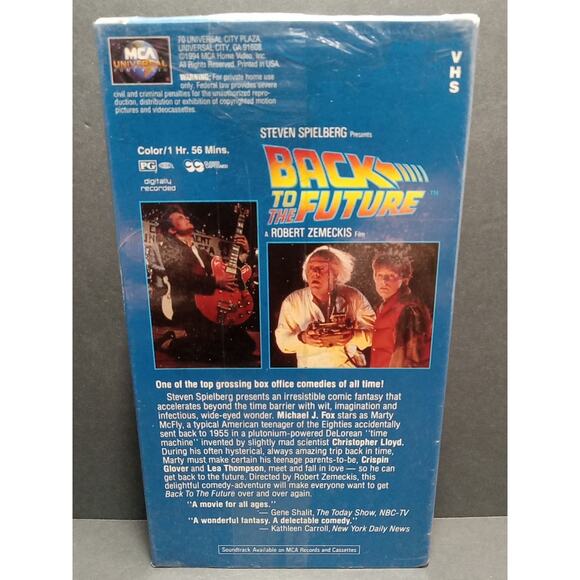 MCA
UNIVERSAL
HOME VIDEO
70 UNIVERSAL CITY PLAZA,
UNIVERSAL CITY, CA 91608.
©1994 MCA Home Video, Inc.
All Rights Reserved. Printed in USA.
WARNING: For private home use
only. Federal law provides severe
civil and criminal penalties for the unauthorized repro-
duction, distribution or exhibition of copyrighted motion
pictures and videocassettes.
VHS
STEVEN SPIELBERG Presents
Color/1 Hr. 56 Mins.
PG
CLOSED CAPTIONED
digitally
recorded
BACK
TO
THE FUTURE™
A ROBERT ZEMECKIS Film
One of the top grossing box office comedies of all time!
Steven Spielberg presents an irresistible comic fantasy that
accelerates beyond the time barrier with wit, imagination and
infectious, wide-eyed wonder. Michael J. Fox stars as Marty
McFly, a typical American teenager of the Eighties accidentally
sent back to 1955 in a plutonium-powered DeLorean "time
machine" invented by slightly mad scientist Christopher Lloyd.
During his often hysterical, always amazing trip back in time,
Marty must make certain his teenage parents-to-be, Crispin
Glover and Lea Thompson, meet and fall in love — so he can
get back to the future. Directed by Robert Zemeckis, this
delightful comedy-adventure will make everyone want to get
Back To The Future over and over again.
"A movie for all ages."
— Gene Shalit, The Today Show, NBC-TV
"A wonderful fantasy. A delectable comedy."
— Kathleen Carroll, New York Daily News
Soundtrack Available on MCA Records and Cassettes